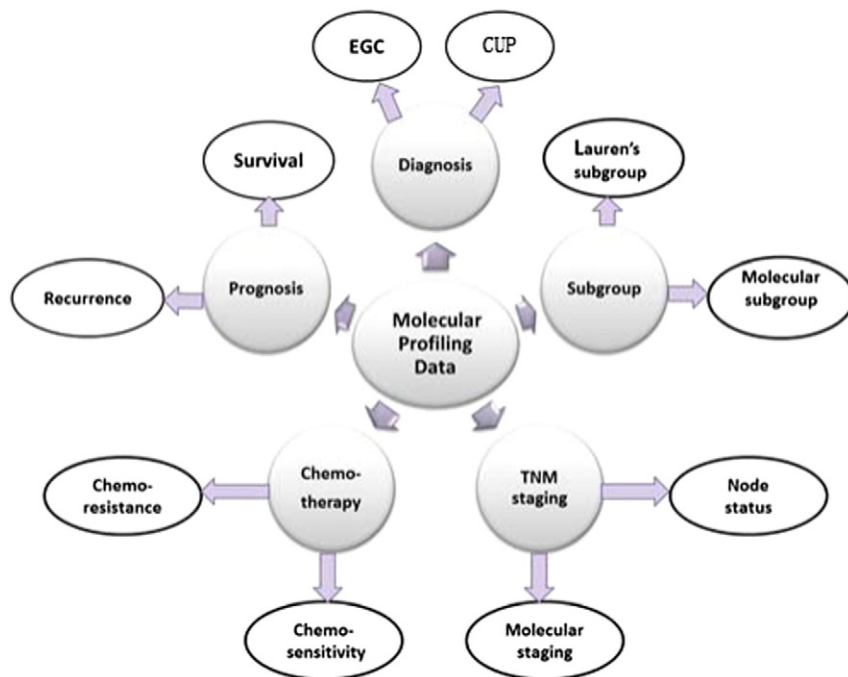 EGC
CUP
Survival
Diagnosis
Lauren's
subgroup
Recurrence
Prognosis
Subgroup
Molecular
subgroup
Molecular
Profiling
Data
Chemo-
resistance
Chemo-
therapy
TNM
staging
Node
status
Chemo-
sensitivity
Molecular
staging